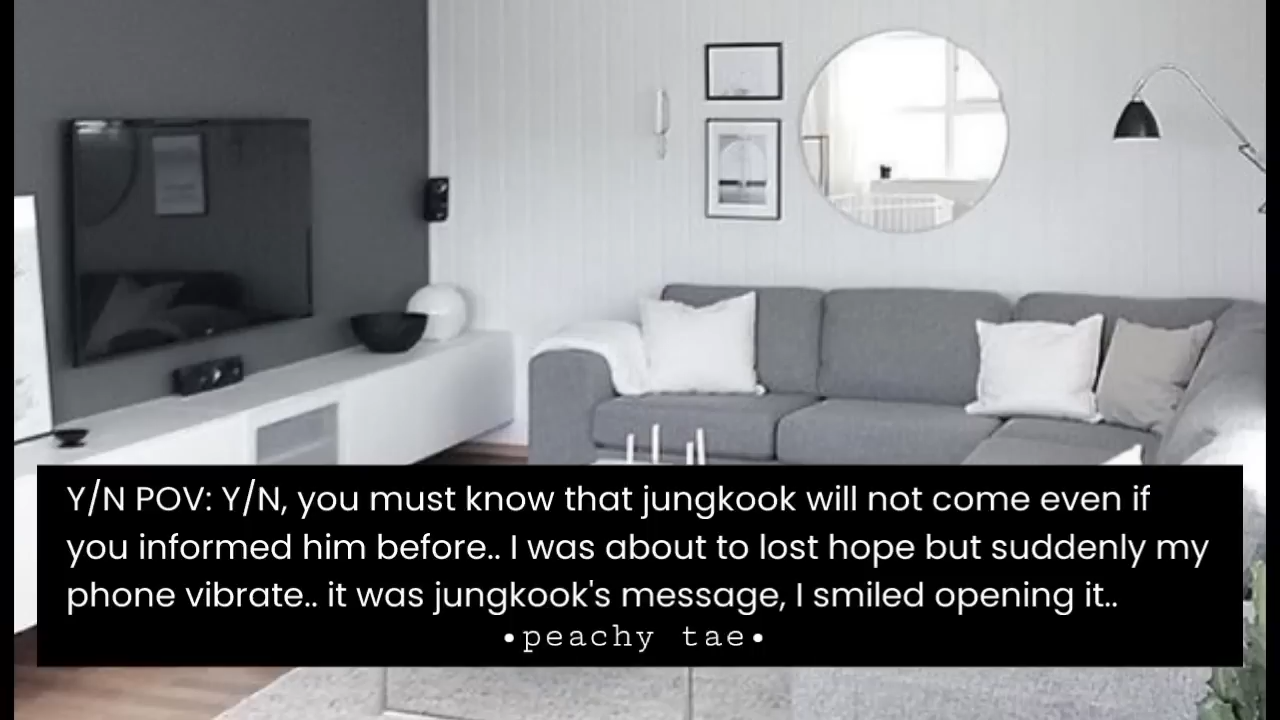 Y/N POV: Y/N, you must know that jungkook will not come even if
you informed him before.. I was about to lost hope but suddenly my
phone vibrate.. it was jungkook's message, I smiled opening it..
•peachy tae•